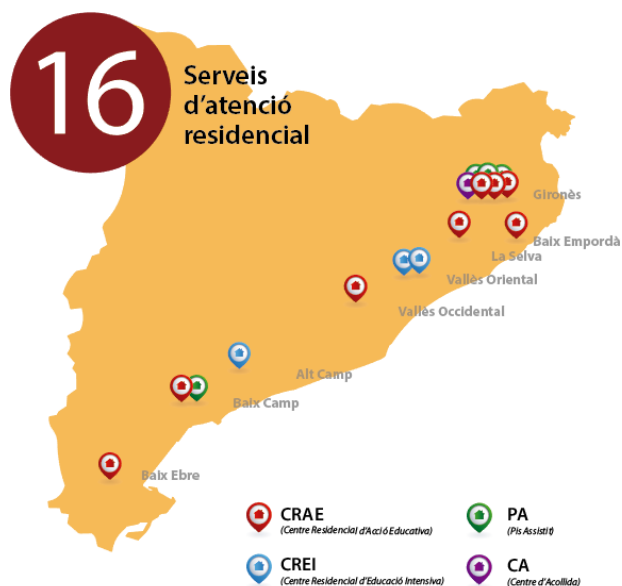 16
Serveis
d'atenció
residencial
Gironès
Baix Empordà
La Selva
Vallès Oriental
Vallès Occidental
Alt Camp
Baix Camp
Baix Ebre
CRAE
(Centre Residencial d'Acció Educativa)
PA
(Pis Assistit)
CREI
(Centre Residencial d'Educació Intensiva)
CA
(Centre d'Acollida)